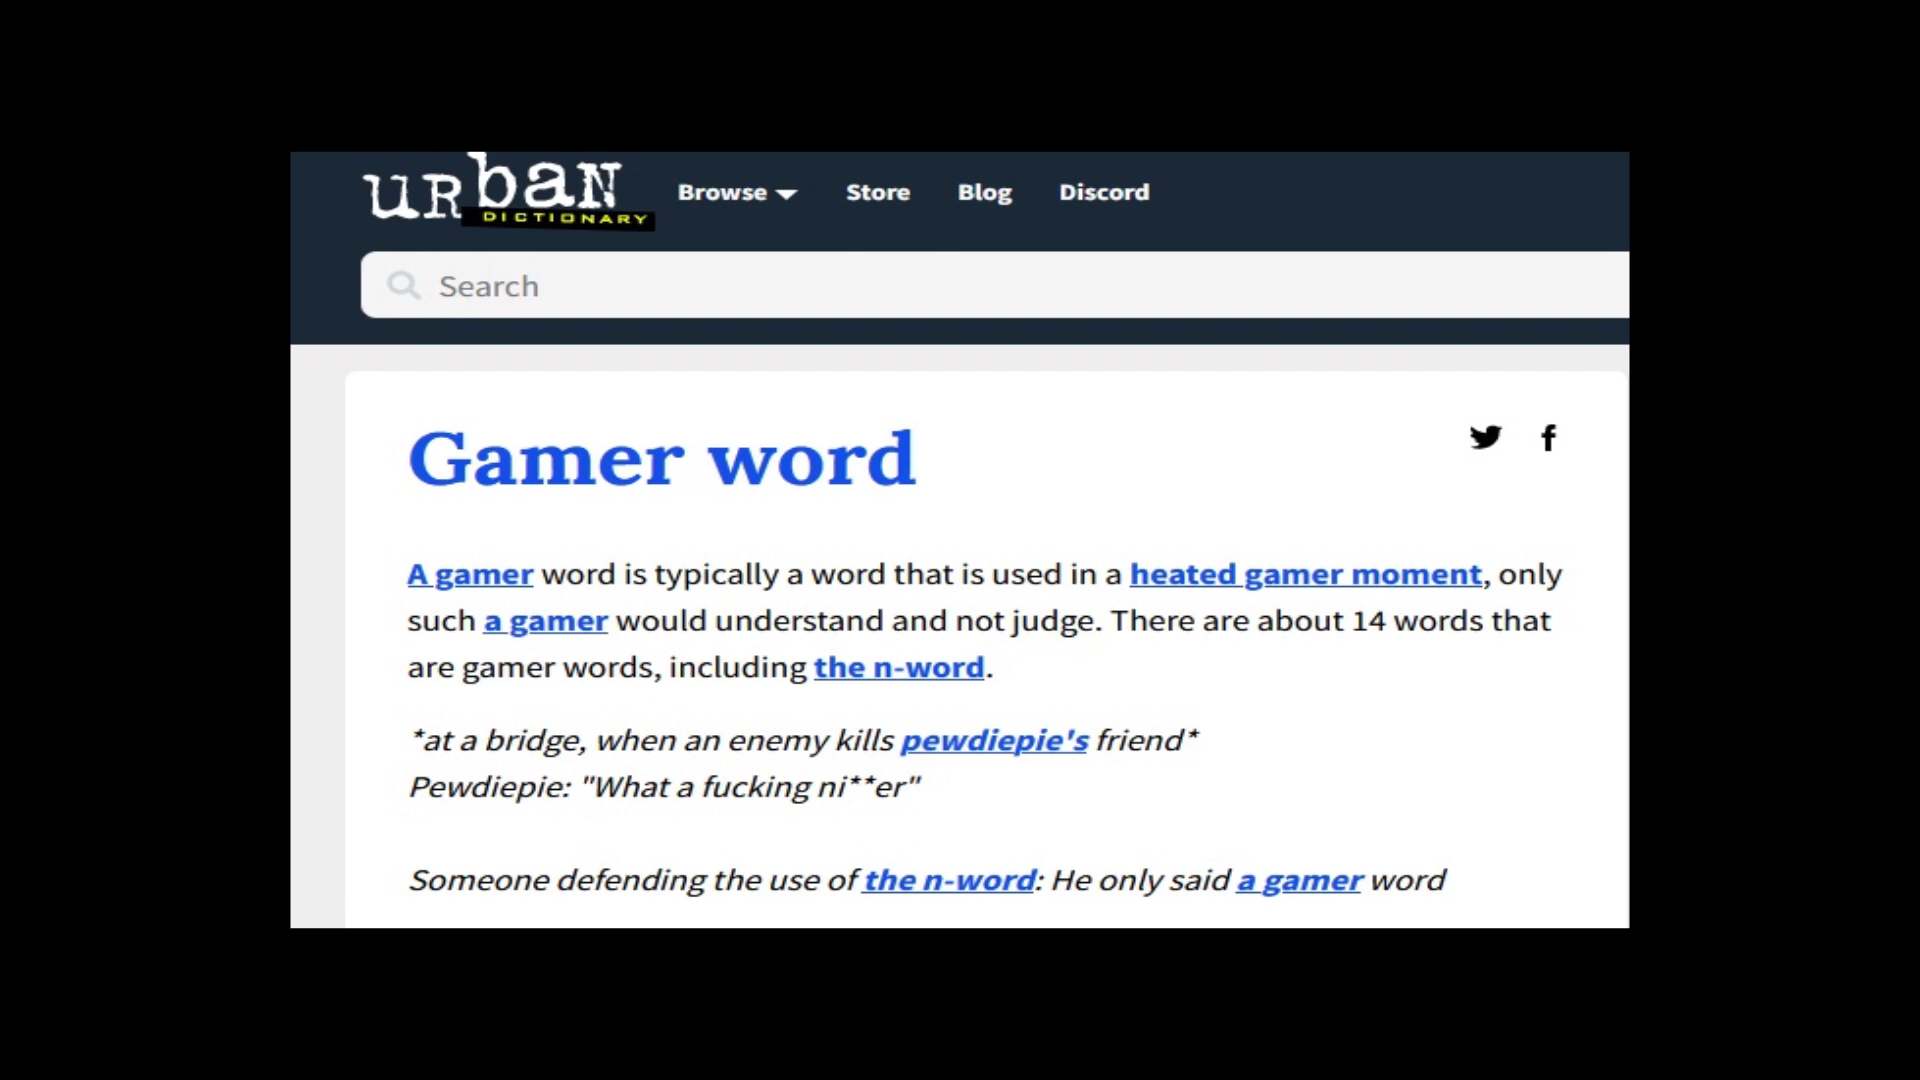 urban
DICTIONARY
Browse Store Blog Discord
Search
Gamer word
A gamer word is typically a word that is used in a heated gamer moment, only
such a gamer would understand and not judge. There are about 14 words that
are gamer words, including the n-word.
*at a bridge, when an enemy kills pewdiepie's friend*
Pewdiepie: "What a fucking ni**er"
Someone defending the use of the n-word: He only said a gamer word